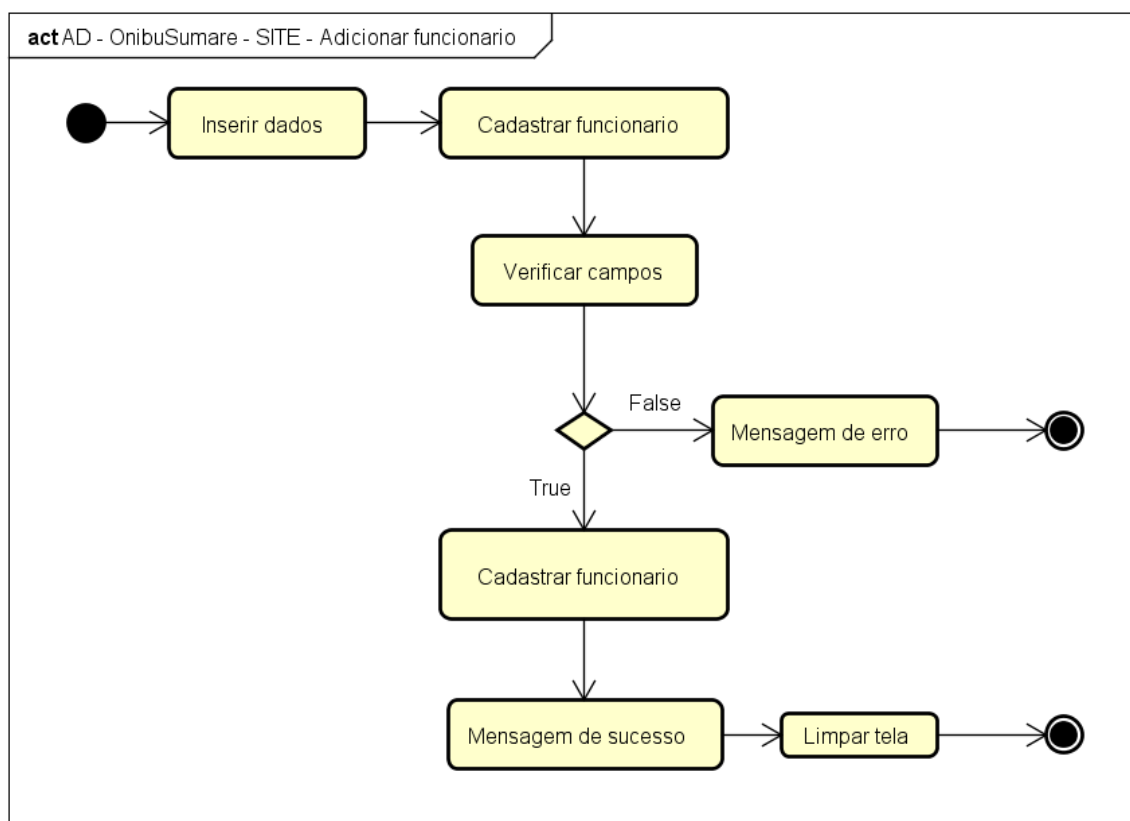 act AD - OnibuSumare - SITE - Adicionar funcionario
Inserir dados
Cadastrar funcionario
Verificar campos
False
Mensagem de erro
True
Cadastrar funcionario
Mensagem de sucesso
Limpar tela